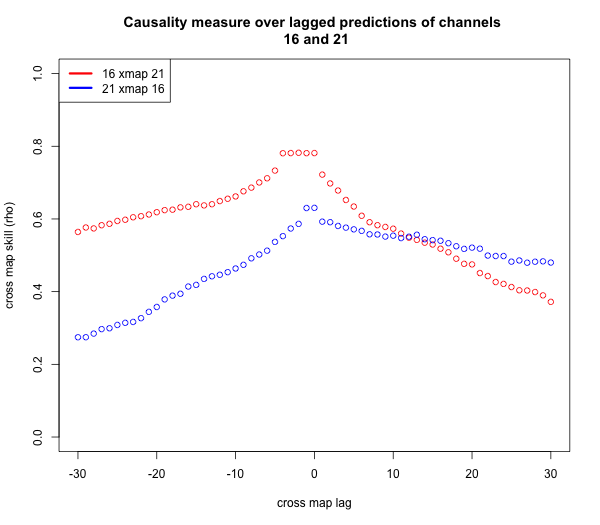 Causality measure over lagged predictions of channels
16 and 21
16 xmap 21
21 xmap 16
cross map skill (rho)
1.0
0.8
0.6
0.4
0.2
0.0
-30 -20 -10 0 10 20 30
cross map lag